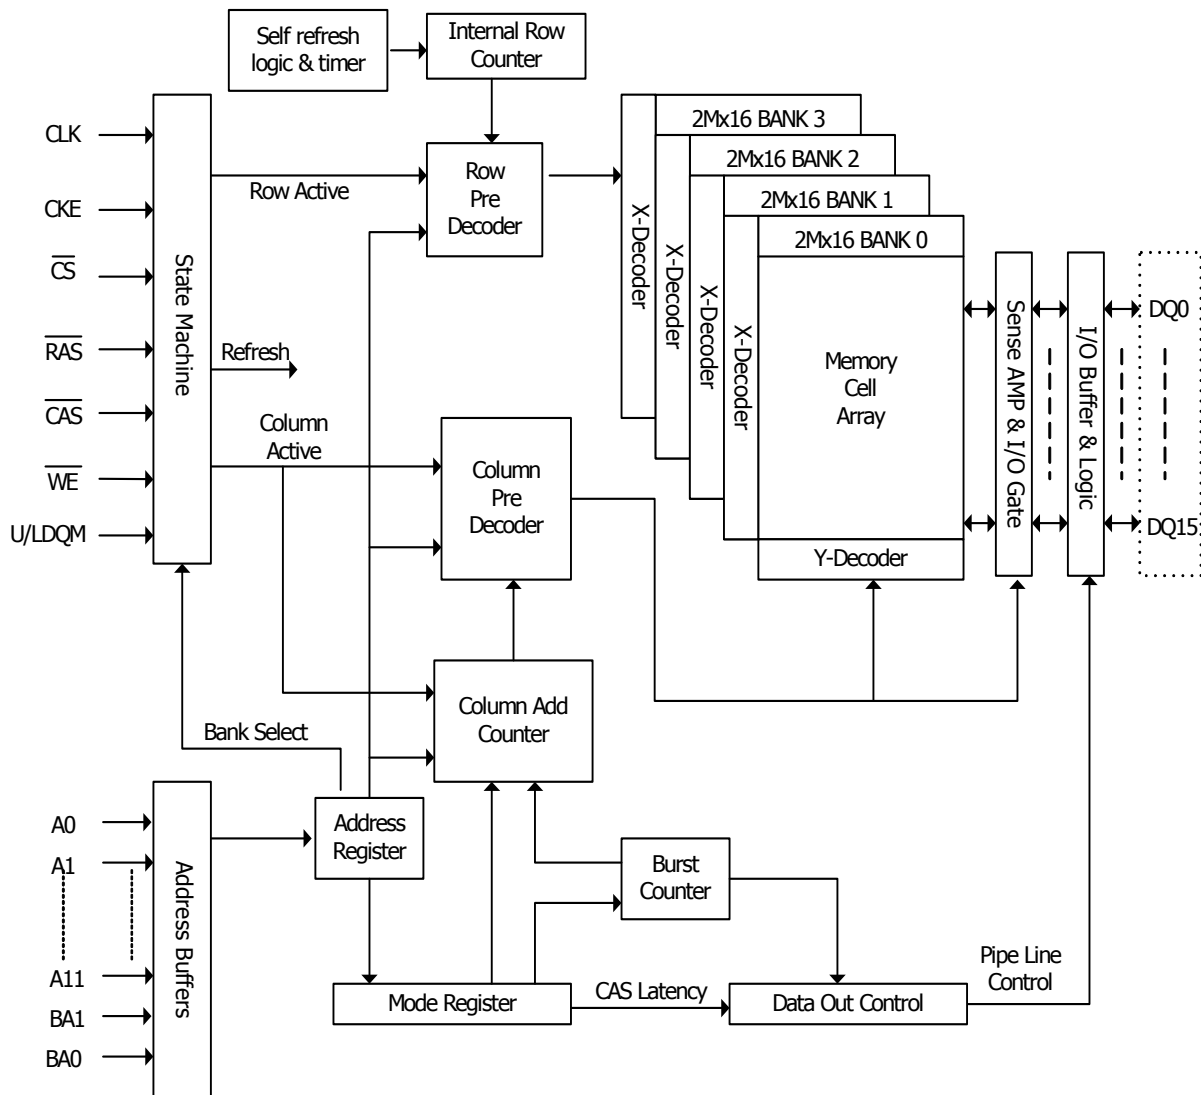 Self refresh
logic & timer
Internal Row
Counter
CLK
CKE
CS
RAS
CAS
WE
U/LDQM
State Machine
Row Active
Refresh
Column
Active
Bank Select
Row
Pre
Decoder
Column
Pre
Decoder
Column Add
Counter
2Mx16 BANK 3
2Mx16 BANK 2
2Mx16 BANK 1
2Mx16 BANK 0
X-Decoder
X-Decoder
X-Decoder
X-Decoder
Memory
Cell
Array
Y-Decoder
Sense AMP & I/O Gate
I/O Buffer & Logic
DQ0
DQ15
A0
A1
A11
BA1
BA0
Address Buffers
Address
Register
Burst
Counter
Mode Register
CAS Latency
Data Out Control
Pipe Line
Control